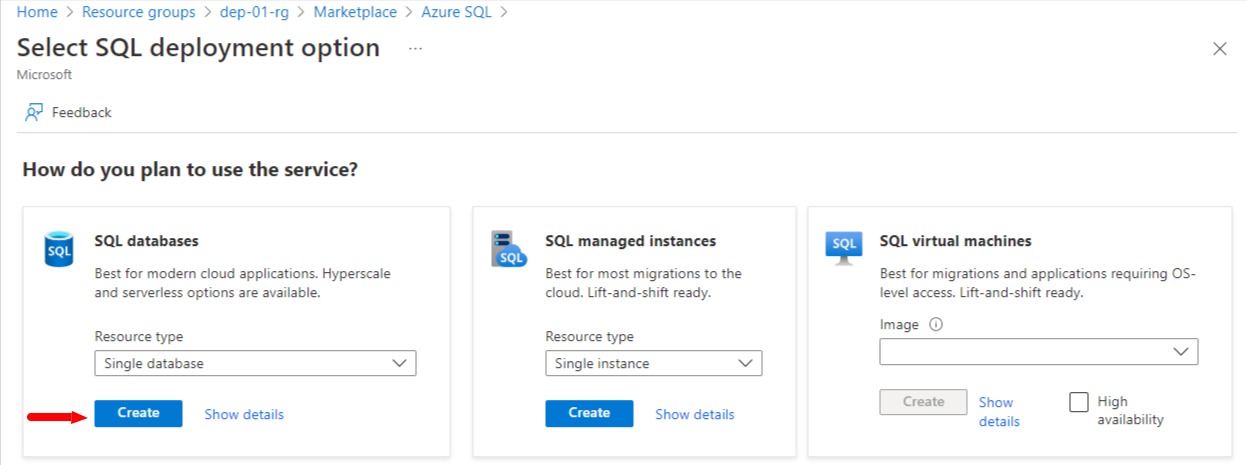 Home > Resource groups > dep-01-rg > Marketplace > Azure SQL >
Select SQL deployment option ...
Microsoft
Feedback
How do you plan to use the service?
SQL
SQL databases
Best for modern cloud applications. Hyperscale
and serverless options are available.
Resource type
Single database
Create
Show details
SQL
SQL managed instances
Best for most migrations to the
cloud. Lift-and-shift ready.
Resource type
Single instance
Create
Show details
SQL
SQL virtual machines
Best for migrations and applications requiring OS-
level access. Lift-and-shift ready.
Image
Create
Show
details
High
availability